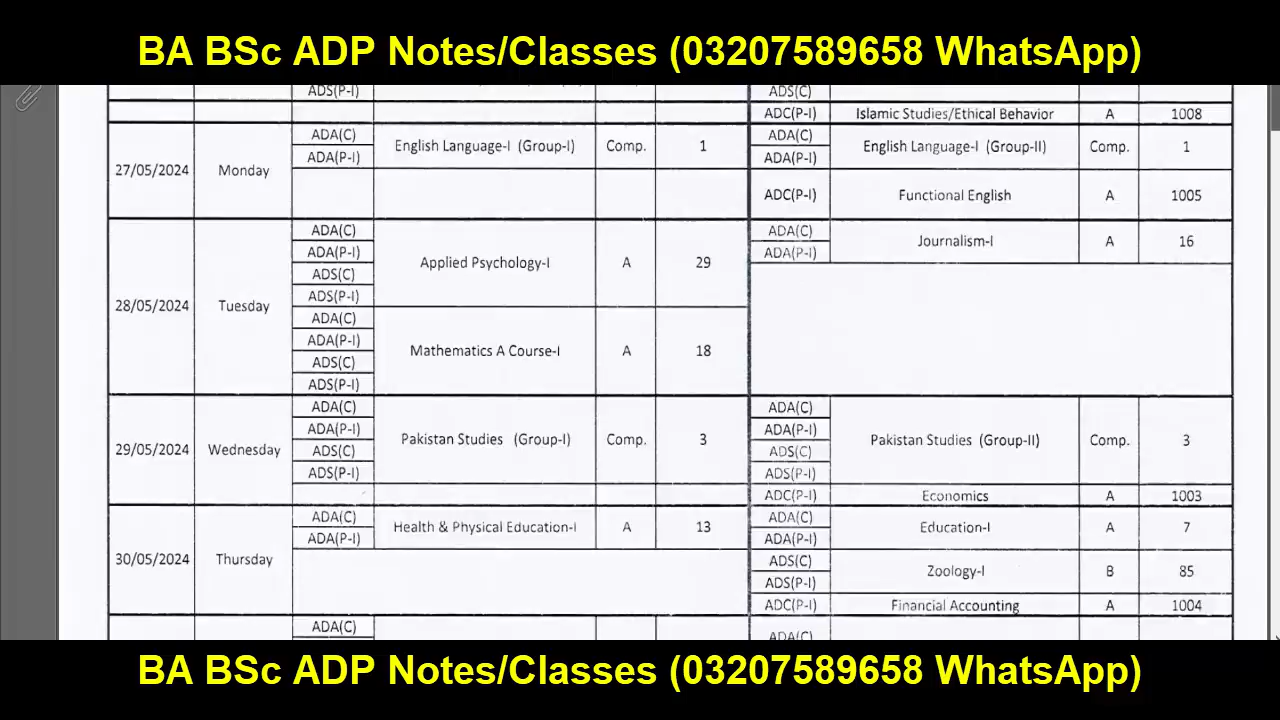 BA BSc ADP Notes/Classes (03207589658 WhatsApp)
ADS(P-I) ADS(C)
ADC(P-I) Islamic Studies/Ethical Behavior A 1008
27/05/2024 Monday ADA(C) ADA(P-I) English Language-I (Group-I) Comp. 1 ADA(C) ADA(P-I) English Language-I (Group-II) Comp. 1
ADC(P-I) Functional English A 1005
28/05/2024 Tuesday ADA(C) ADA(P-I) ADS(C) ADS(P-I) Applied Psychology-I A 29 ADA(C) ADA(P-I) Journalism-I A 16
ADA(C) ADA(P-I) ADS(C) ADS(P-I) Mathematics A Course-I A 18
29/05/2024 Wednesday ADA(C) ADA(P-I) ADS(C) ADS(P-I) Pakistan Studies (Group-I) Comp. 3 ADA(C) ADA(P-I) ADS(C) ADS(P-I) Pakistan Studies (Group-II) Comp. 3
ADC(P-I) Economics A 1003
30/05/2024 Thursday ADA(C) ADA(P-I) Health & Physical Education-I A 13 ADA(C) ADA(P-I) Education-I A 7
ADS(C) ADS(P-I) Zoology-I B 85
ADC(P-I) Financial Accounting A 1004
ADA(C) ADA(C)
BA BSc ADP Notes/Classes (03207589658 WhatsApp)